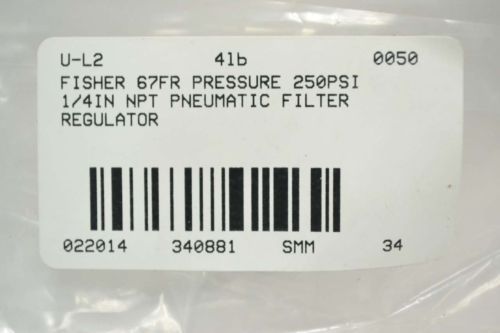 U-L2 4lb 0050
FISHER 67FR PRESSURE 250PSI
1/4IN NPT PNEUMATIC FILTER
REGULATOR
022014 340881 SMM 34